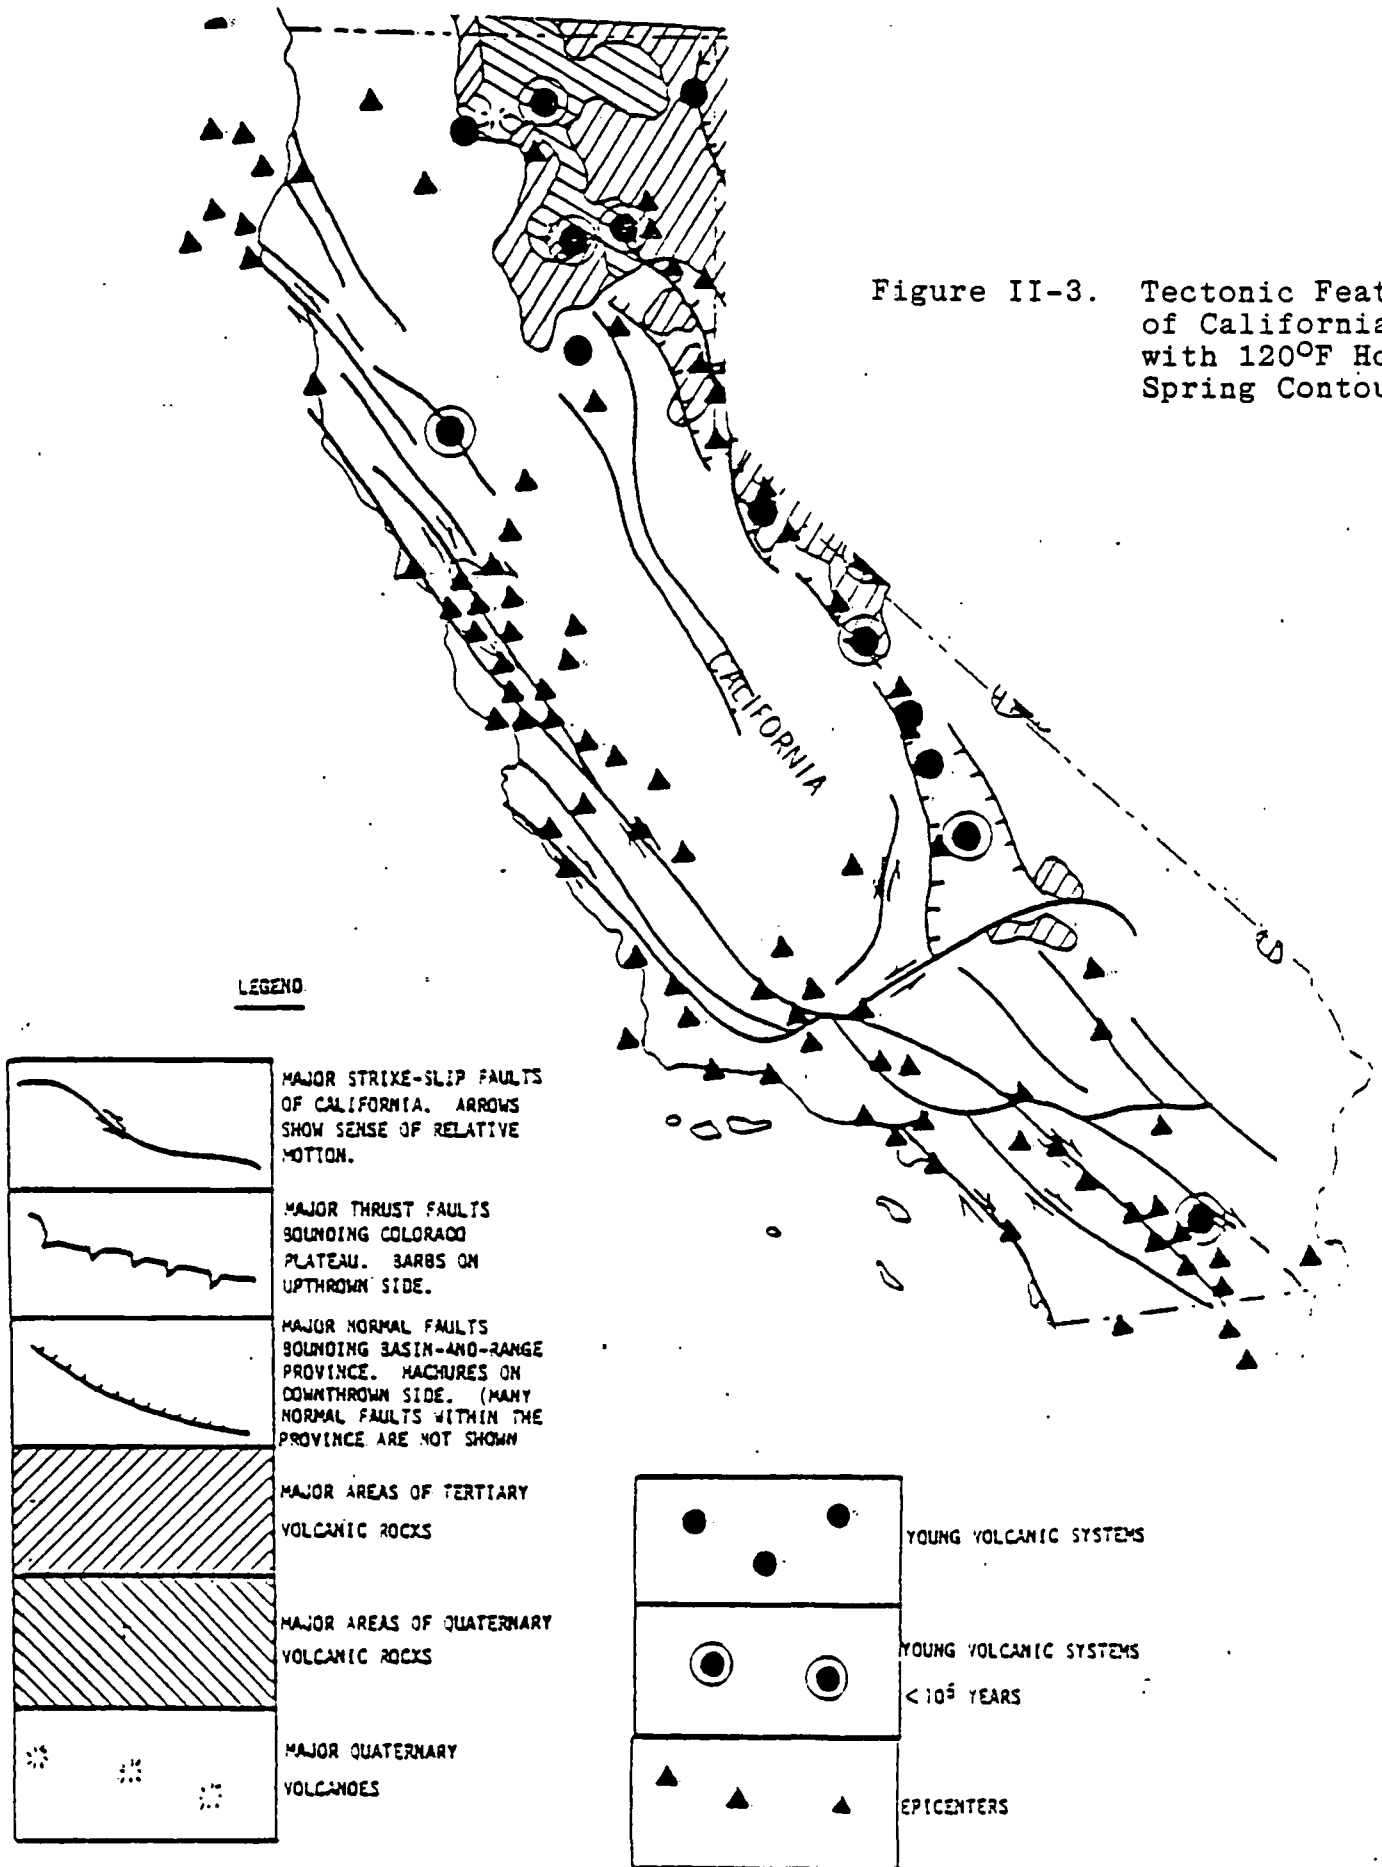 Figure II-3. Tectonic Feat
of California
with 120°F Ho
Spring Contou
CALIFORNIA
LEGEND
MAJOR STRIKE-SLIP FAULTS
OF CALIFORNIA. ARROWS
SHOW SENSE OF RELATIVE
MOTION.
MAJOR THRUST FAULTS
BOUNDING COLORADO
PLATEAU. BARBS ON
UPTHROWN SIDE.
MAJOR NORMAL FAULTS
BOUNDING BASIN-AND-RANGE
PROVINCE. HACHURES ON
DOWNTHROWN SIDE. (MANY
NORMAL FAULTS WITHIN THE
PROVINCE ARE NOT SHOWN
MAJOR AREAS OF TERTIARY
VOLCANIC ROCKS
MAJOR AREAS OF QUATERNARY
VOLCANIC ROCKS
MAJOR QUATERNARY
VOLCANOES
YOUNG VOLCANIC SYSTEMS
YOUNG VOLCANIC SYSTEMS
<10⁵ YEARS
EPICENTERS